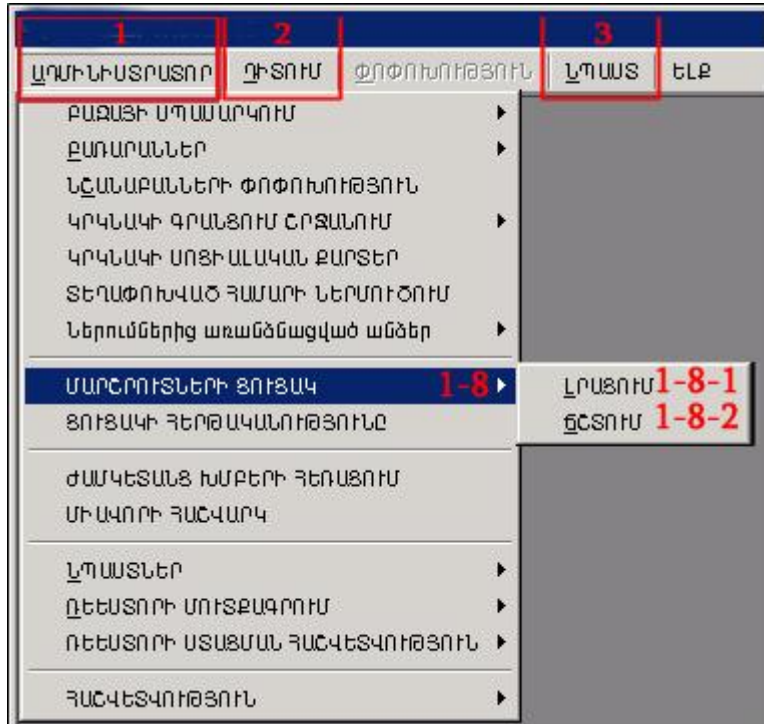 1 2 3
ԱԴՄԻՆԻՍՏՐԱՏՈՐ ԴԻՏՈՒՄ ՓՈՓՈԽՈՒԹՅՈՒՆ ՆՊԱՍՏ ԵԼՔ
ԲԱԶԱՅԻ ՍՊԱՍԱՐԿՈՒՄ
ԲԱՌԱՐԱՆՆԵՐ
ՆՇԱՆԱԲԱՆՆԵՐԻ ՓՈՓՈԽՈՒԹՅՈՒՆ
ԿՐԿՆԱԿԻ ԳՐԱՆՑՈՒՄ ՇՐՋԱՆՈՒՄ
ԿՐԿՆԱԿԻ ՍՈՑԻԱԼԱԿԱՆ ՔԱՐՏԵՐ
ՏԵՂԱՓՈԽՎԱԾ ՀԱՄԱՐԻ ՆԵՐՄՈՒԾՈՒՄ
Ներումներից առանձնացված անձեր
ՄԱՐՇՐՈՒՏՆԵՐԻ ՑՈՒՑԱԿ 1-8
ԼՐԱՑՈՒՄ 1-8-1
ՑՈՒՑԱԿԻ ՀԵՐԹԱԿԱՆՈՒԹՅՈՒՆԸ
ՃՇՏՈՒՄ 1-8-2
ԺԱՄԿԵՏԱՆՑ ԽՄԲԵՐԻ ՀԵՌԱՑՈՒՄ
ՄԻԱՎՈՐԻ ՀԱՇՎԱՐԿ
ՆՊԱՍՏՆԵՐ
ՌԵԵՍՏՈՐԻ ՄՈՒՏՔԱԳՐՈՒՄ
ՌԵԵՍՏՈՐԻ ՍՏԱՑՄԱՆ ՀԱՇՎԵՏՎՈՒԹՅՈՒՆ
ՀԱՇՎԵՏՎՈՒԹՅՈՒՆ